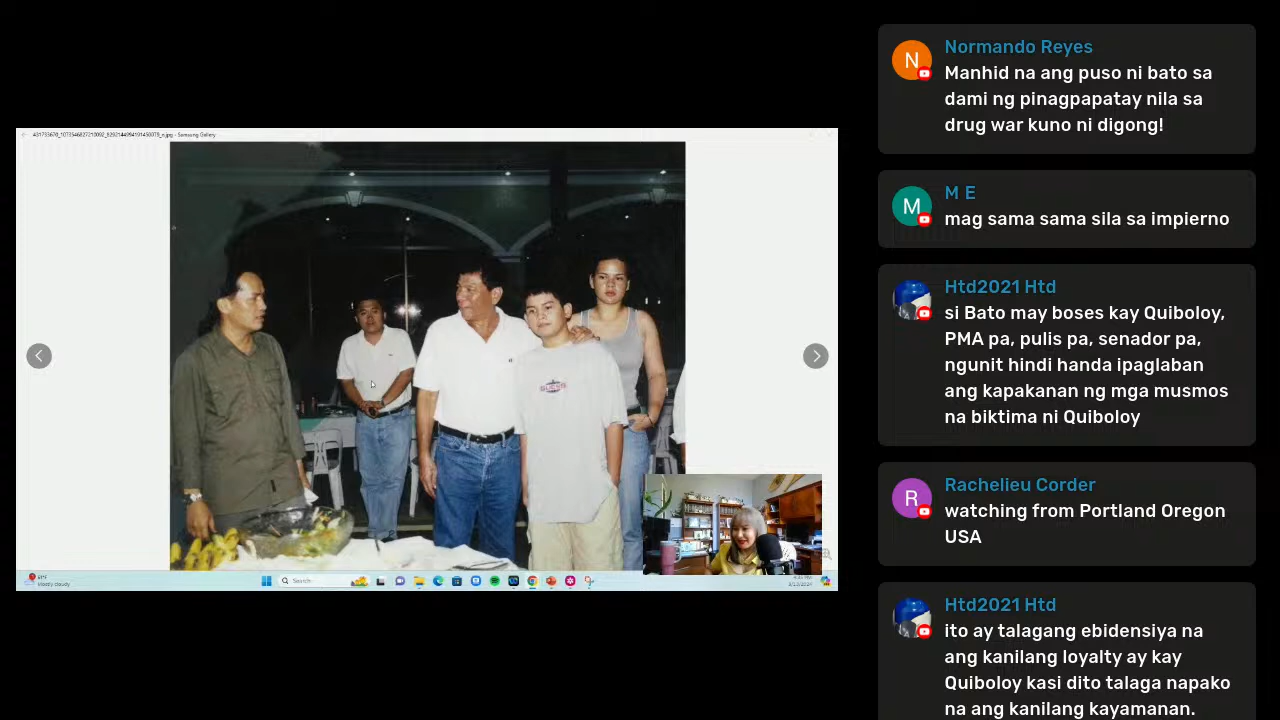 Normando Reyes
Manhid na ang puso ni bato sa
dami ng pinagpapatay nila sa
drug war kuno ni digong!
M E
mag sama sama sila sa impierno
Htd2021 Htd
si Bato may boses kay Quiboloy,
PMA pa, pulis pa, senador pa,
ngunit hindi handa ipaglaban
ang kapakanan ng mga musmos
na biktima ni Quiboloy
Rachelieu Corder
watching from Portland Oregon
USA
Htd2021 Htd
ito ay talagang ebidensiya na
ang kanilang loyalty ay kay
Quiboloy kasi dito talaga napako
na ang kanilang kayamanan.
N
M
R
GUESS
Mostly cloudy
Search